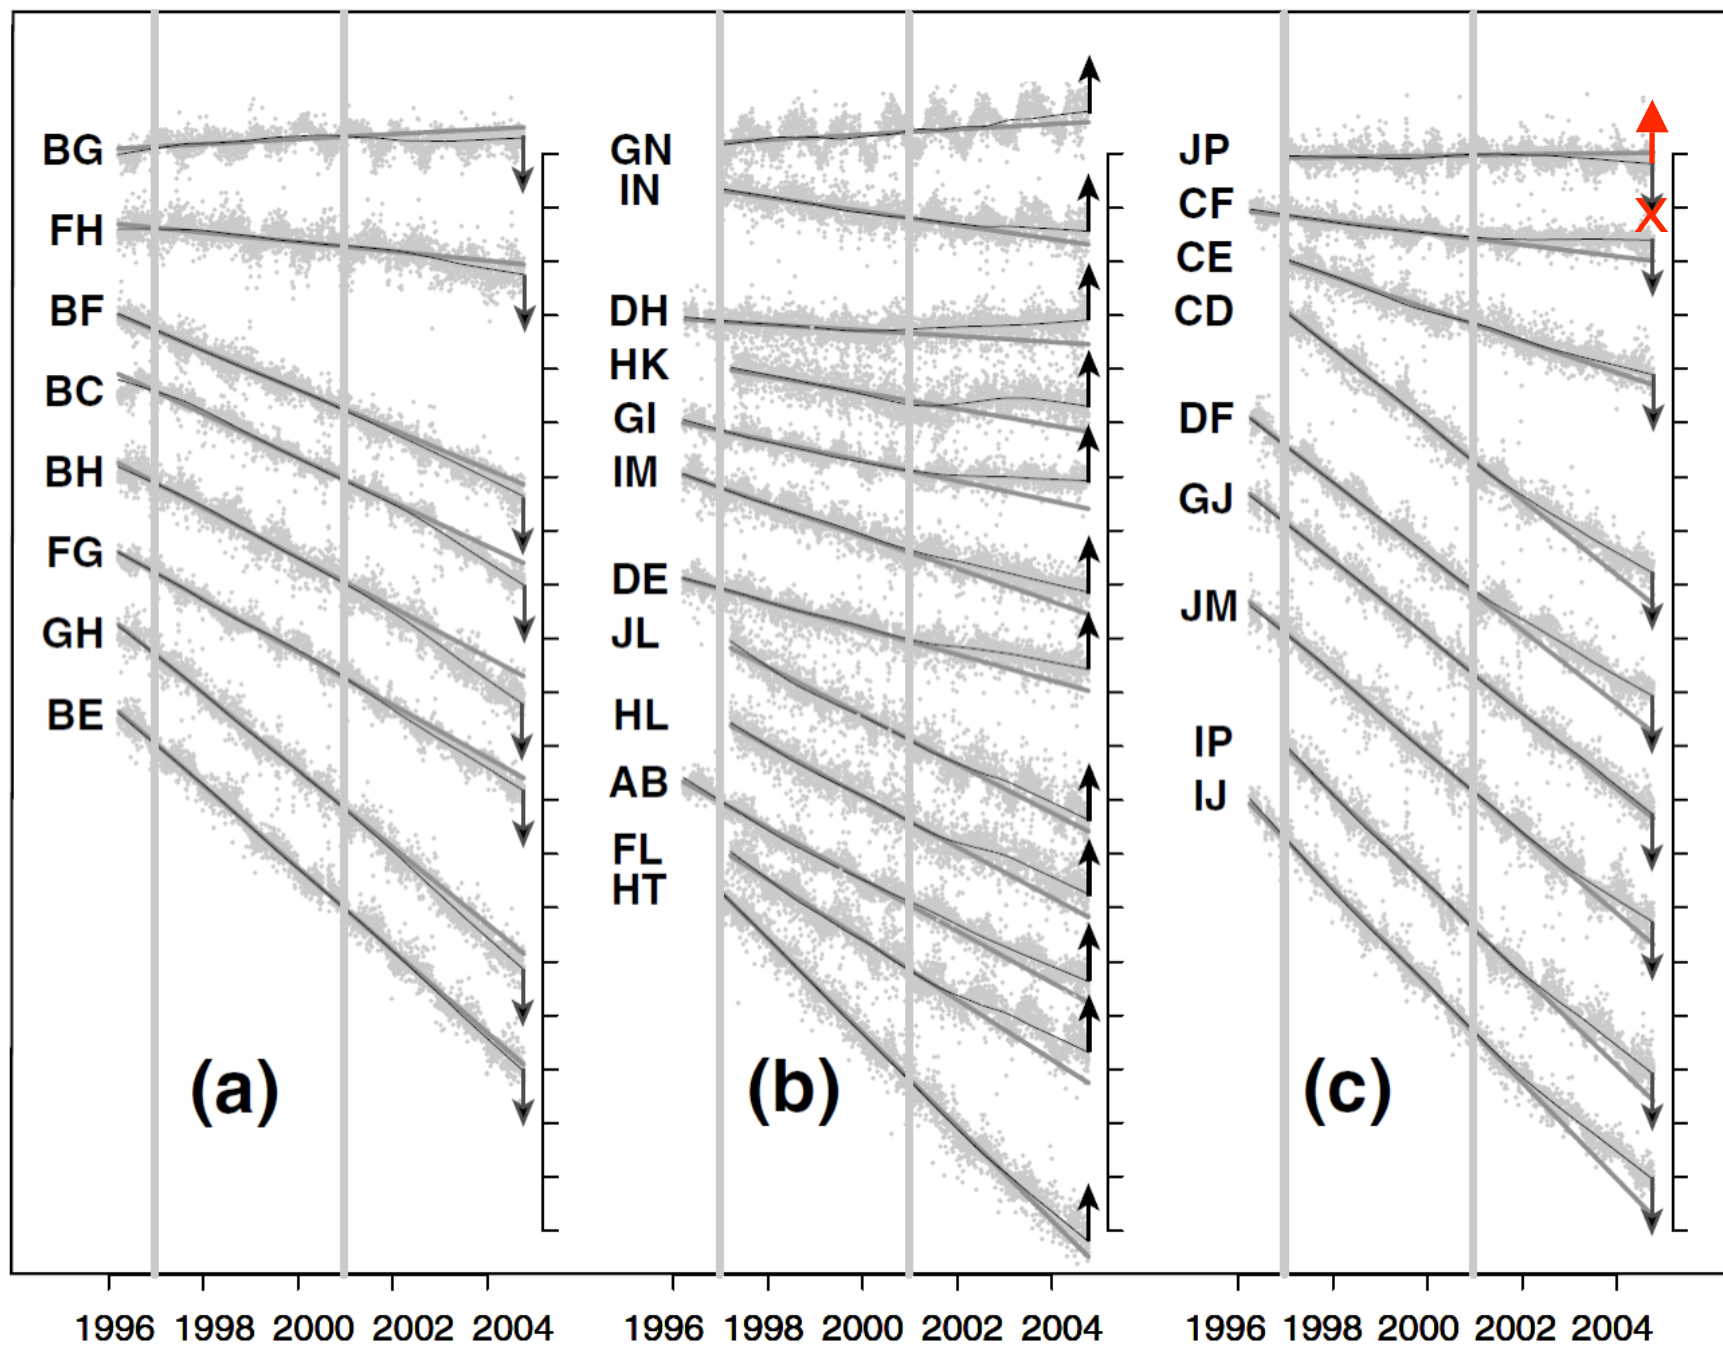 BG
FH
BF
BC
BH
FG
GH
BE
(a)
GN
IN
DH
HK
GI
IM
DE
JL
HL
AB
FL
HT
(b)
JP
CF
CE
CD
DF
GJ
JM
IP
IJ
(c)
X
1996 1998 2000 2002 2004 1996 1998 2000 2002 2004 1996 1998 2000 2002 2004